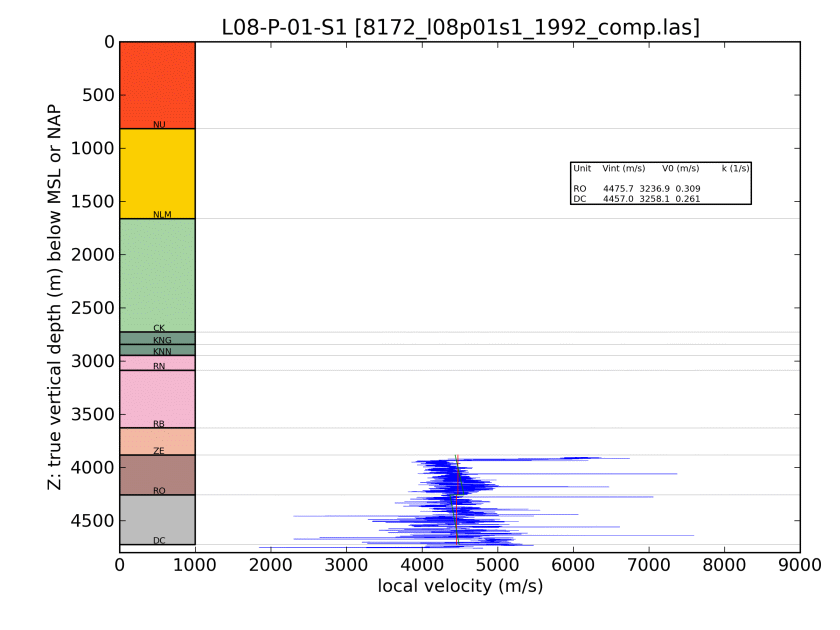 L08-P-01-S1 [8172_l08p01s1_1992_comp.las]
Z: true vertical depth (m) below MSL or NAP
0
500
1000
1500
2000
2500
3000
3500
4000
4500
NU
NLM
CK
KNG
KNN
RN
RB
ZE
RO
DC
Unit Vint (m/s) V0 (m/s) k (1/s)
RO 4475.7 3236.9 0.309
DC 4457.0 3258.1 0.261
0 1000 2000 3000 4000 5000 6000 7000 8000 9000
local velocity (m/s)